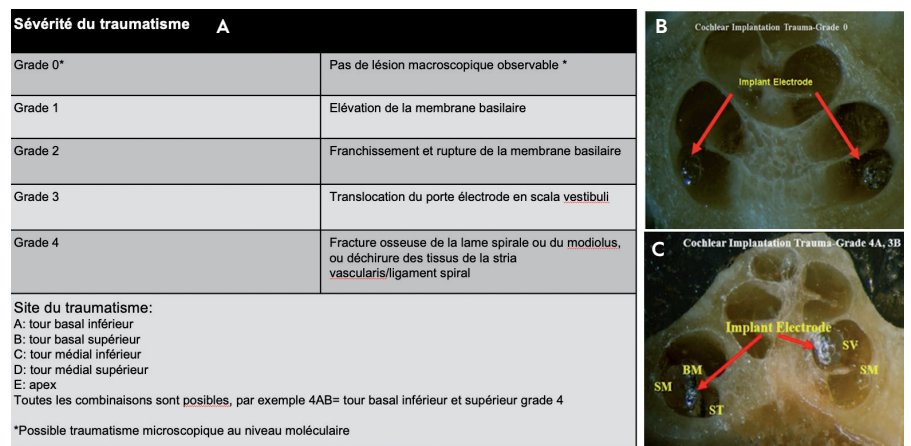 Sévérité du traumatisme A
Grade 0*
Pas de lésion macroscopique observable *
Grade 1
Elévation de la membrane basilaire
Grade 2
Franchissement et rupture de la membrane basilaire
Grade 3
Translocation du porte électrode en scala vestibuli
Grade 4
Fracture osseuse de la lame spirale ou du modiolus,
ou déchirure des tissus de la stria
vascularis/ligament spiral
Site du traumatisme:
A: tour basal inférieur
B: tour basal supérieur
C: tour médial inférieur
D: tour médial supérieur
E: apex
Toutes les combinaisons sont posibles, par exemple 4AB= tour basal inférieur et supérieur grade 4
*Possible traumatisme microscopique au niveau moléculaire
B
Cochlear Implantation Trauma-Grade 0
Implant Electrode
C
Cochlear Implantation Trauma-Grade 4A, 3B
Implant Electrode
SV
BM
SM
SM
ST